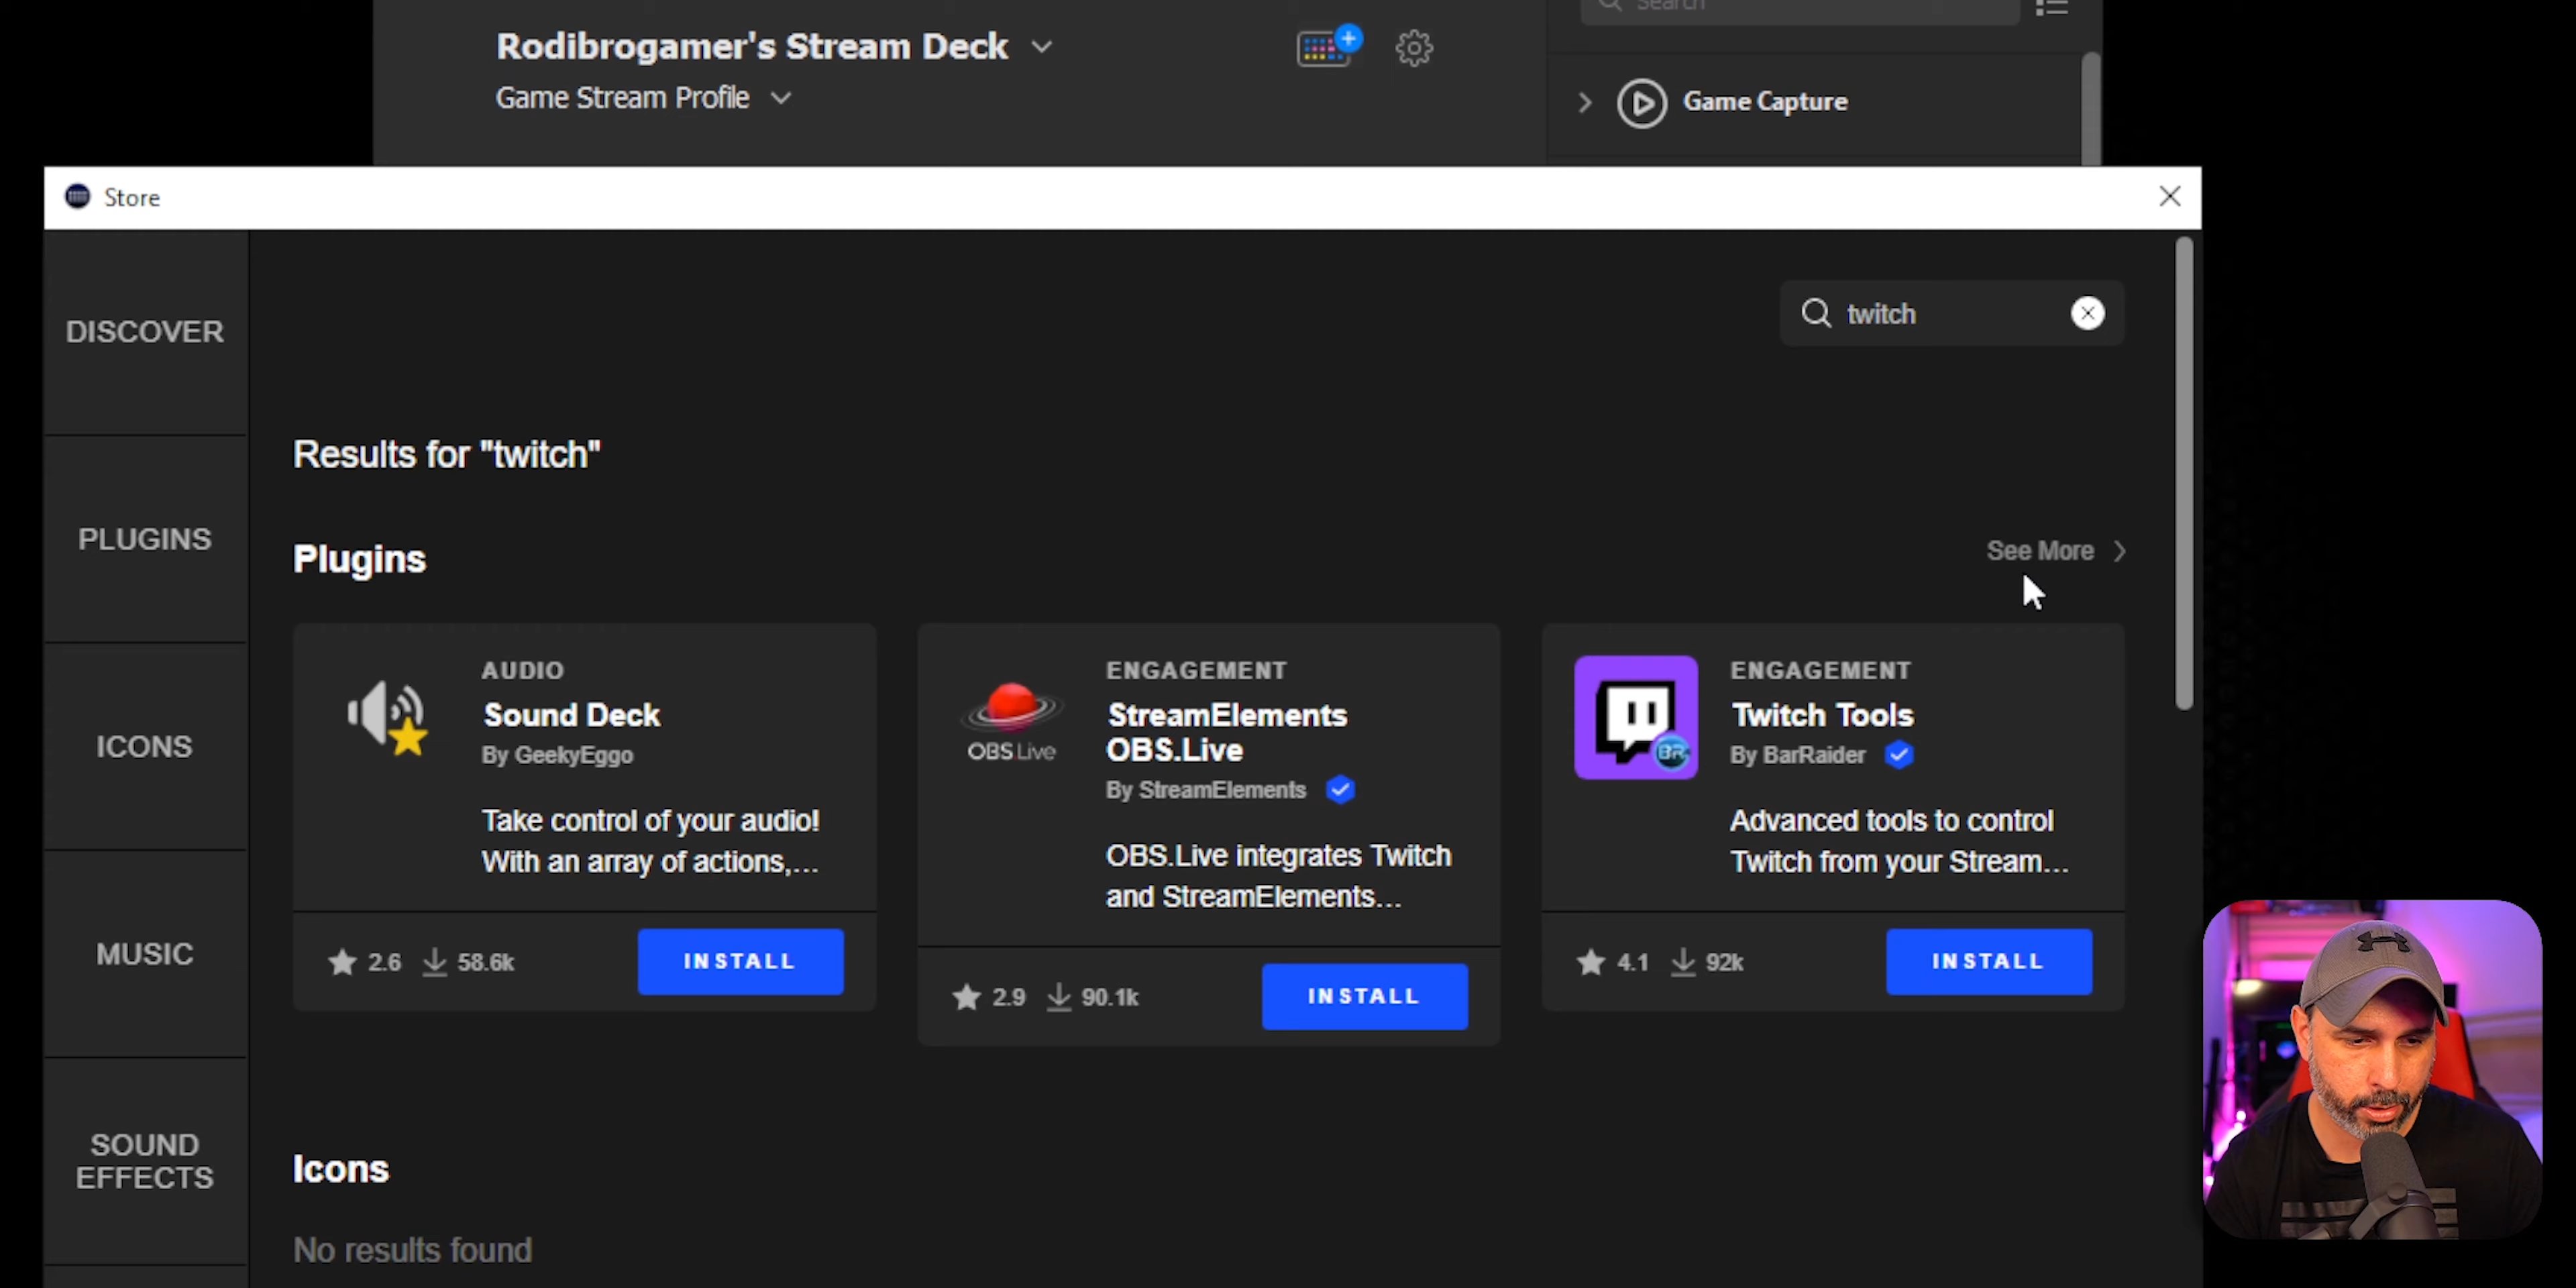 Rodibrogamer's Stream Deck
Game Stream Profile
Search
Game Capture
Store
DISCOVER
PLUGINS
ICONS
MUSIC
SOUND
EFFECTS
twitch
Results for "twitch"
Plugins
See More
AUDIO
Sound Deck
By GeekyEggo
Take control of your audio!
With an array of actions,...
2.6
58.6k
INSTALL
OBS.Live
ENGAGEMENT
StreamElements
OBS.Live
By StreamElements
OBS.Live integrates Twitch
and StreamElements...
2.9
90.1k
INSTALL
BR
ENGAGEMENT
Twitch Tools
By BarRaider
Advanced tools to control
Twitch from your Stream...
4.1
92k
INSTALL
Icons
No results found